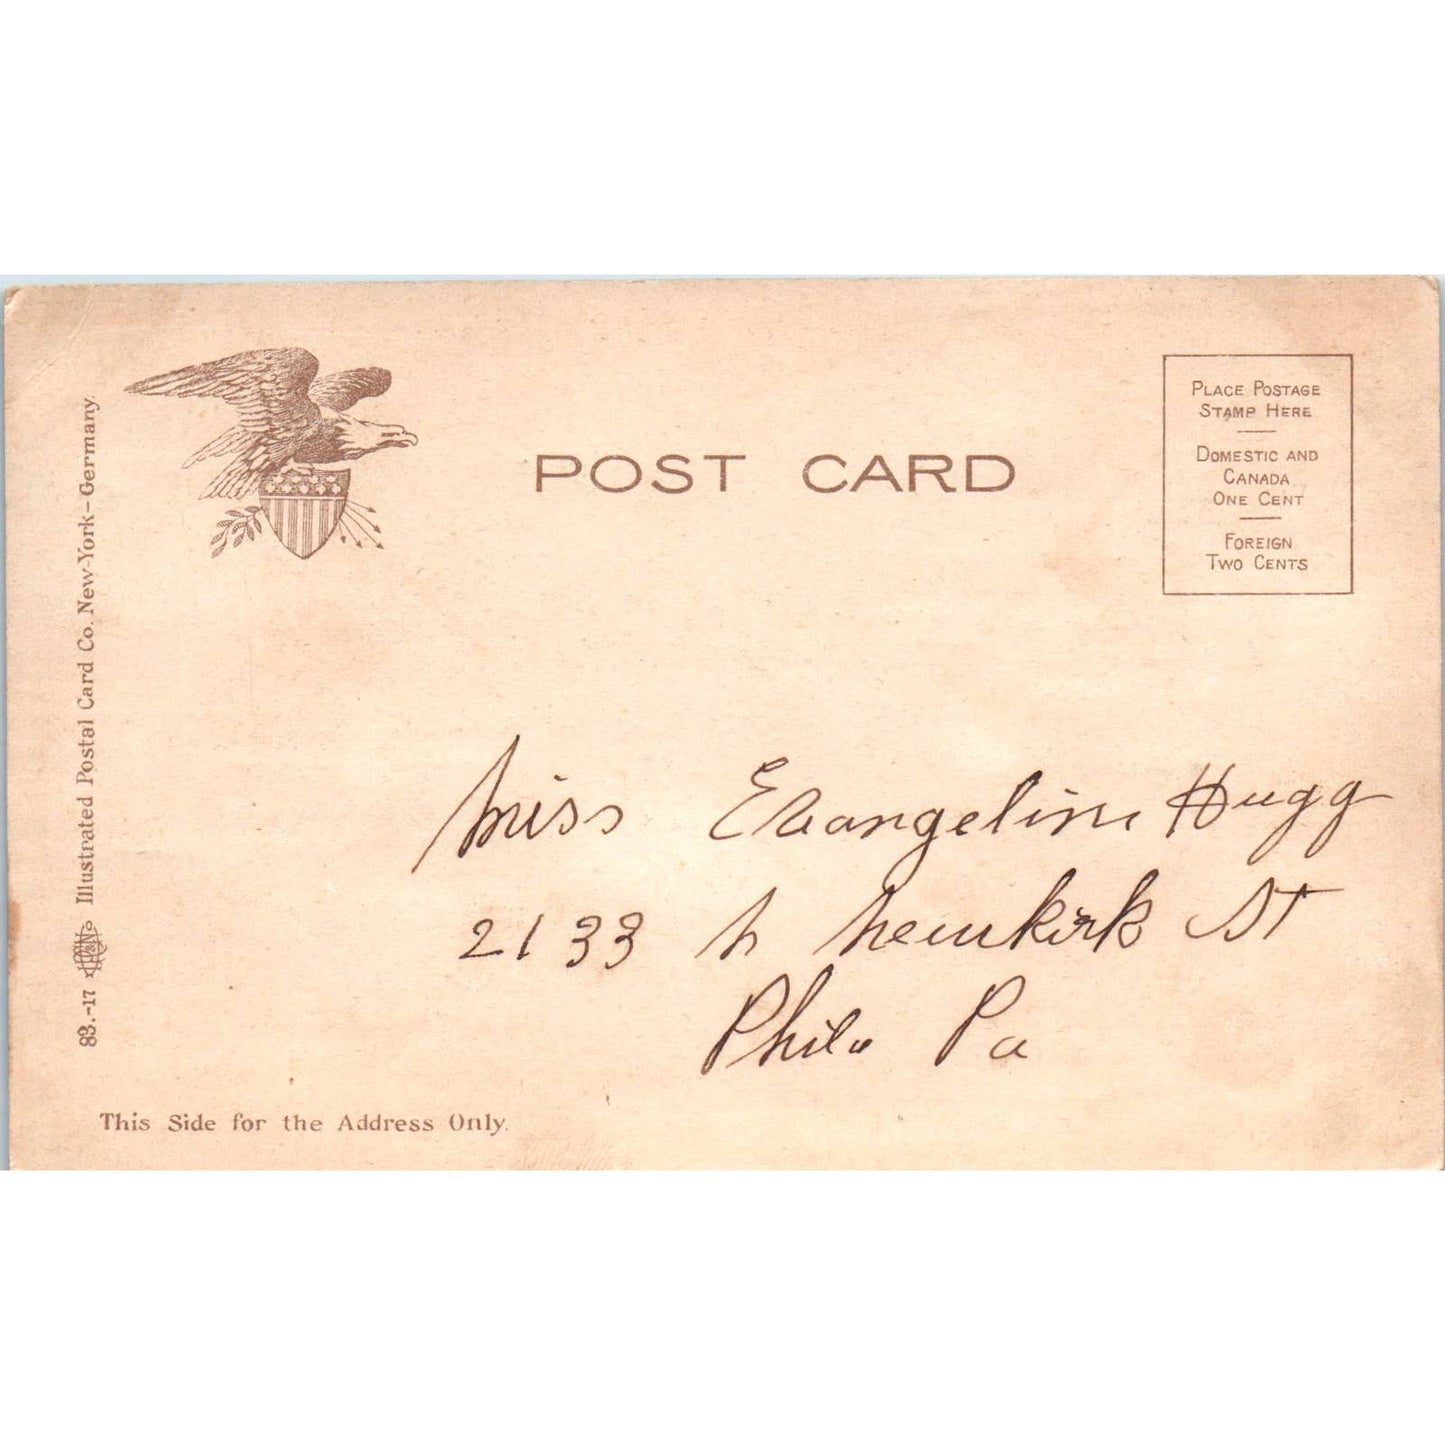 POST CARD
PLACE POSTAGE
STAMP HERE
DOMESTIC AND
CANADA
ONE CENT
FOREIGN
TWO CENTS
Miss Evangelin Hugg
2133 N Newkirk St
Phila Pa
This Side for the Address Only.
83.-17 Illustrated Postal Card Co. New-York-Germany.